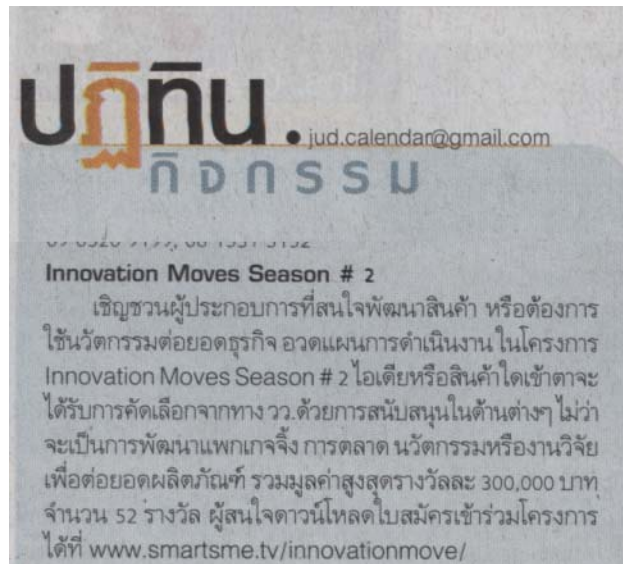 ปฏิทิน. jud.calendar@gmail.com
กิจกรรม
Innovation Moves Season # 2
เชิญชวนผู้ประกอบการที่สนใจพัฒนาสินค้า หรือต้องการ
ใช้นวัตกรรมต่อยอดธุรกิจ อวดแผนการดำเนินงาน ในโครงการ
Innovation Moves Season # 2 ไอเดียหรือสินค้าใดเข้าตาจะ
ได้รับการคัดเลือกจากทาง วว.ด้วยการสนับสนุนในด้านต่างๆ ไม่ว่า
จะเป็นการพัฒนาแพกเกจจิ้ง การตลาด นวัตกรรมหรืองานวิจัย
เพื่อต่อยอดผลิตภัณฑ์ รวมมูลค่าสูงสุดรางวัลละ 300,000 บาท
จำนวน 52 รางวัล ผู้สนใจดาวน์โหลดใบสมัครเข้าร่วมโครงการ
ได้ที่ www.smartsme.tv/innovationmove/